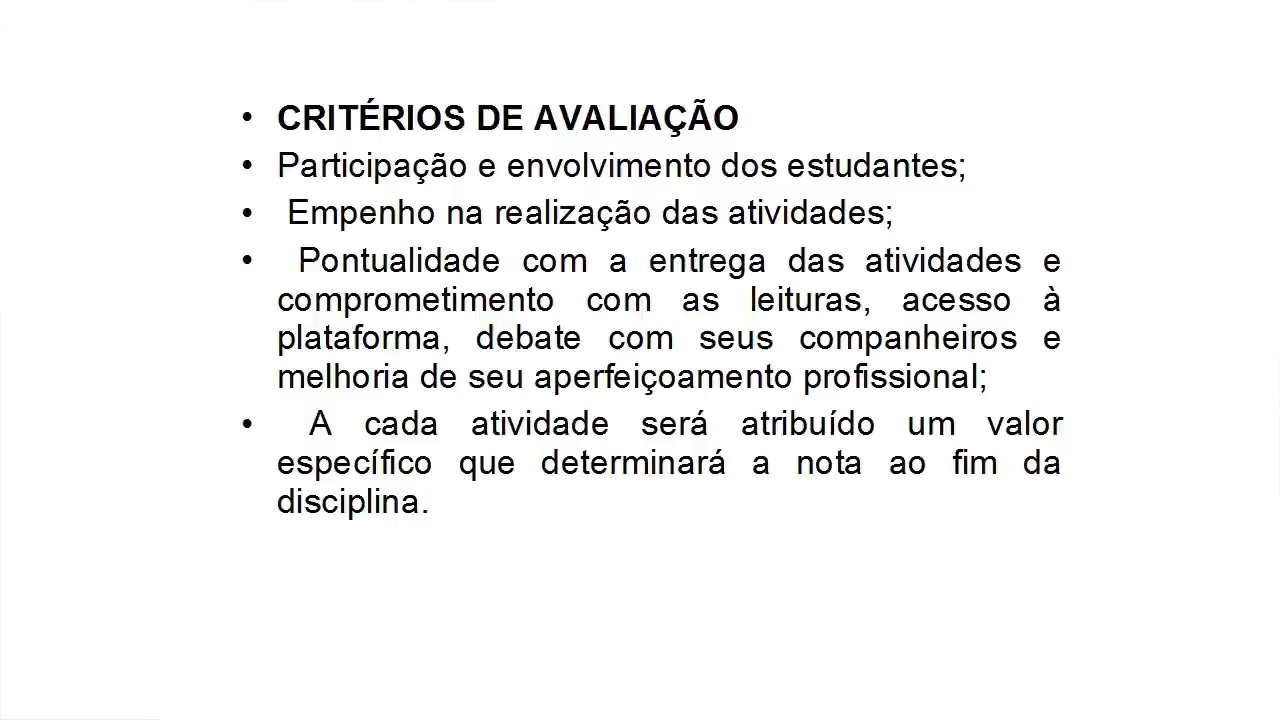 • CRITÉRIOS DE AVALIAÇÃO
• Participação e envolvimento dos estudantes;
• Empenho na realização das atividades;
• Pontualidade com a entrega das atividades e
comprometimento com as leituras, acesso à
plataforma, debate com seus companheiros e
melhoria de seu aperfeiçoamento profissional;
• A cada atividade será atribuído um valor
específico que determinará a nota ao fim da
disciplina.